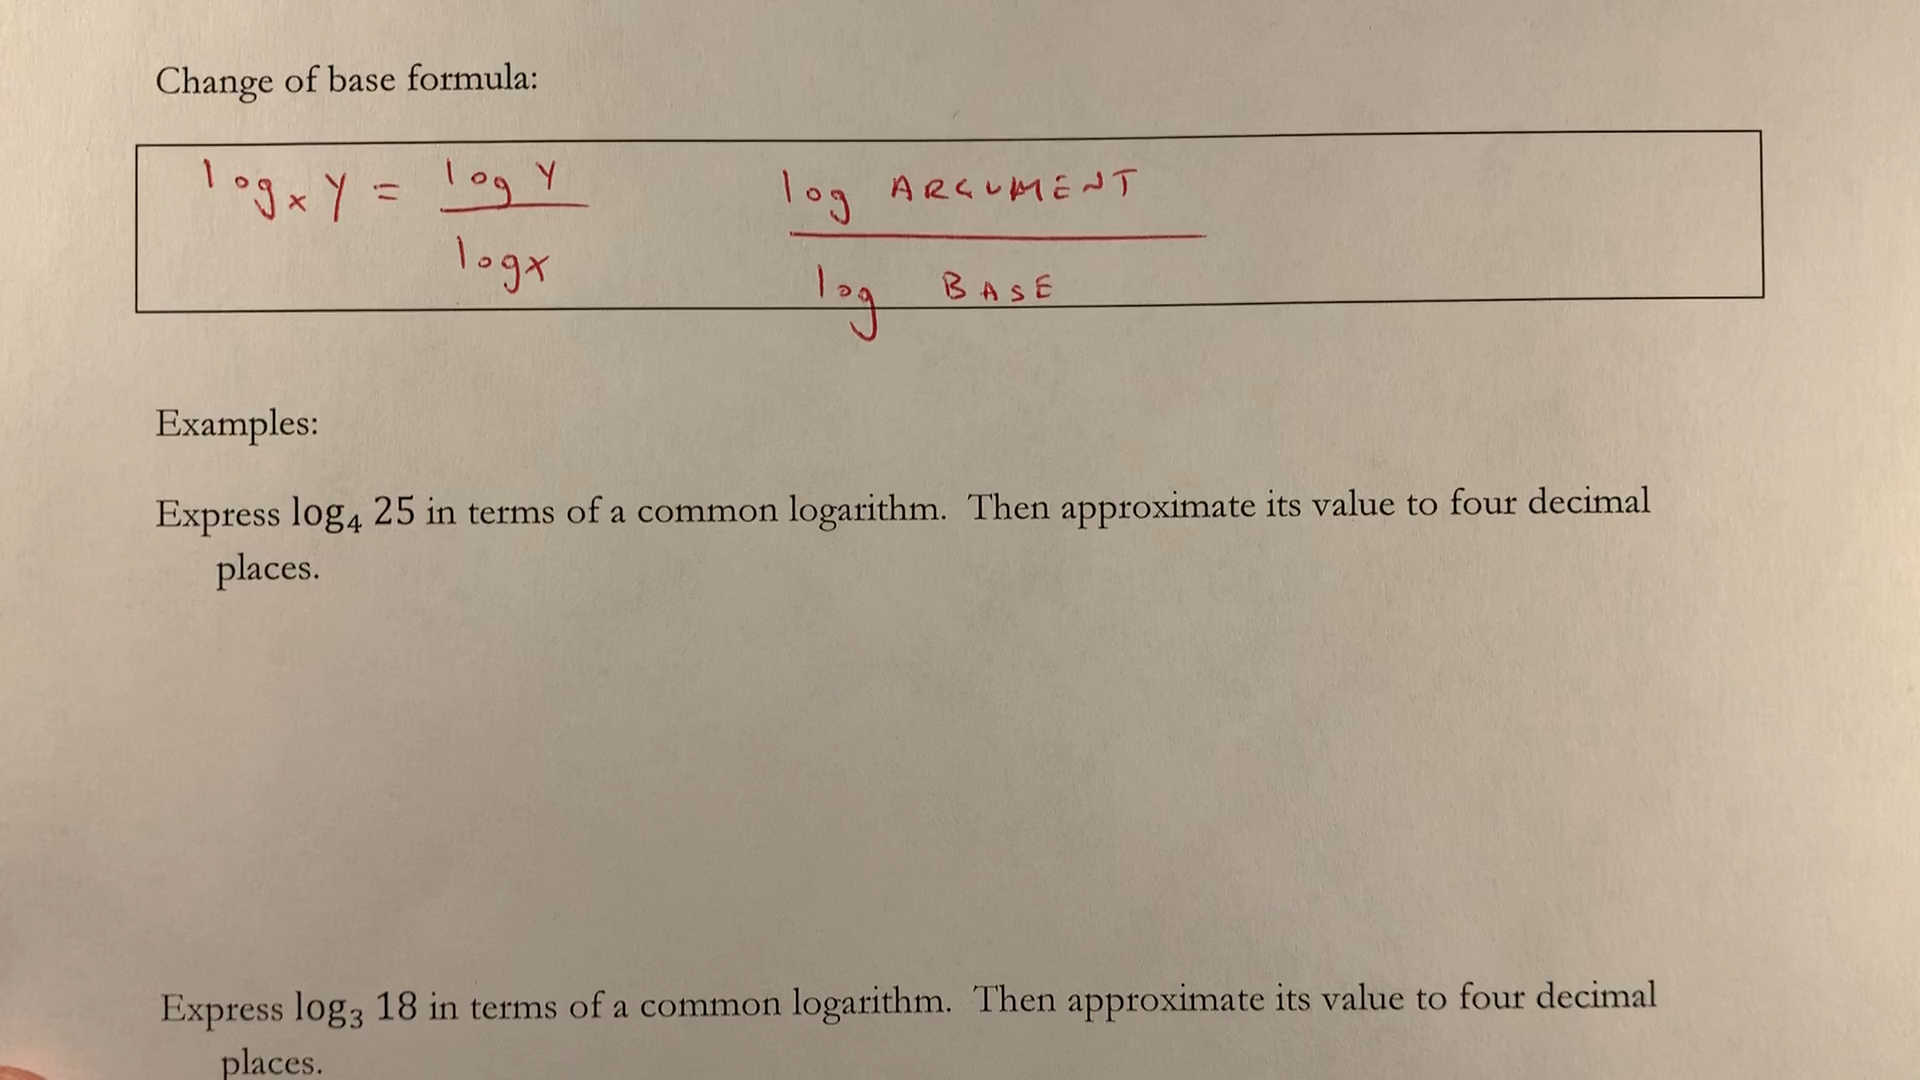 Change of base formula:
logₓ Y = log Y / log x
log ARGUMENT / log BASE
Examples:
Express log₄ 25 in terms of a common logarithm. Then approximate its value to four decimal
places.
Express log₃ 18 in terms of a common logarithm. Then approximate its value to four decimal
places.